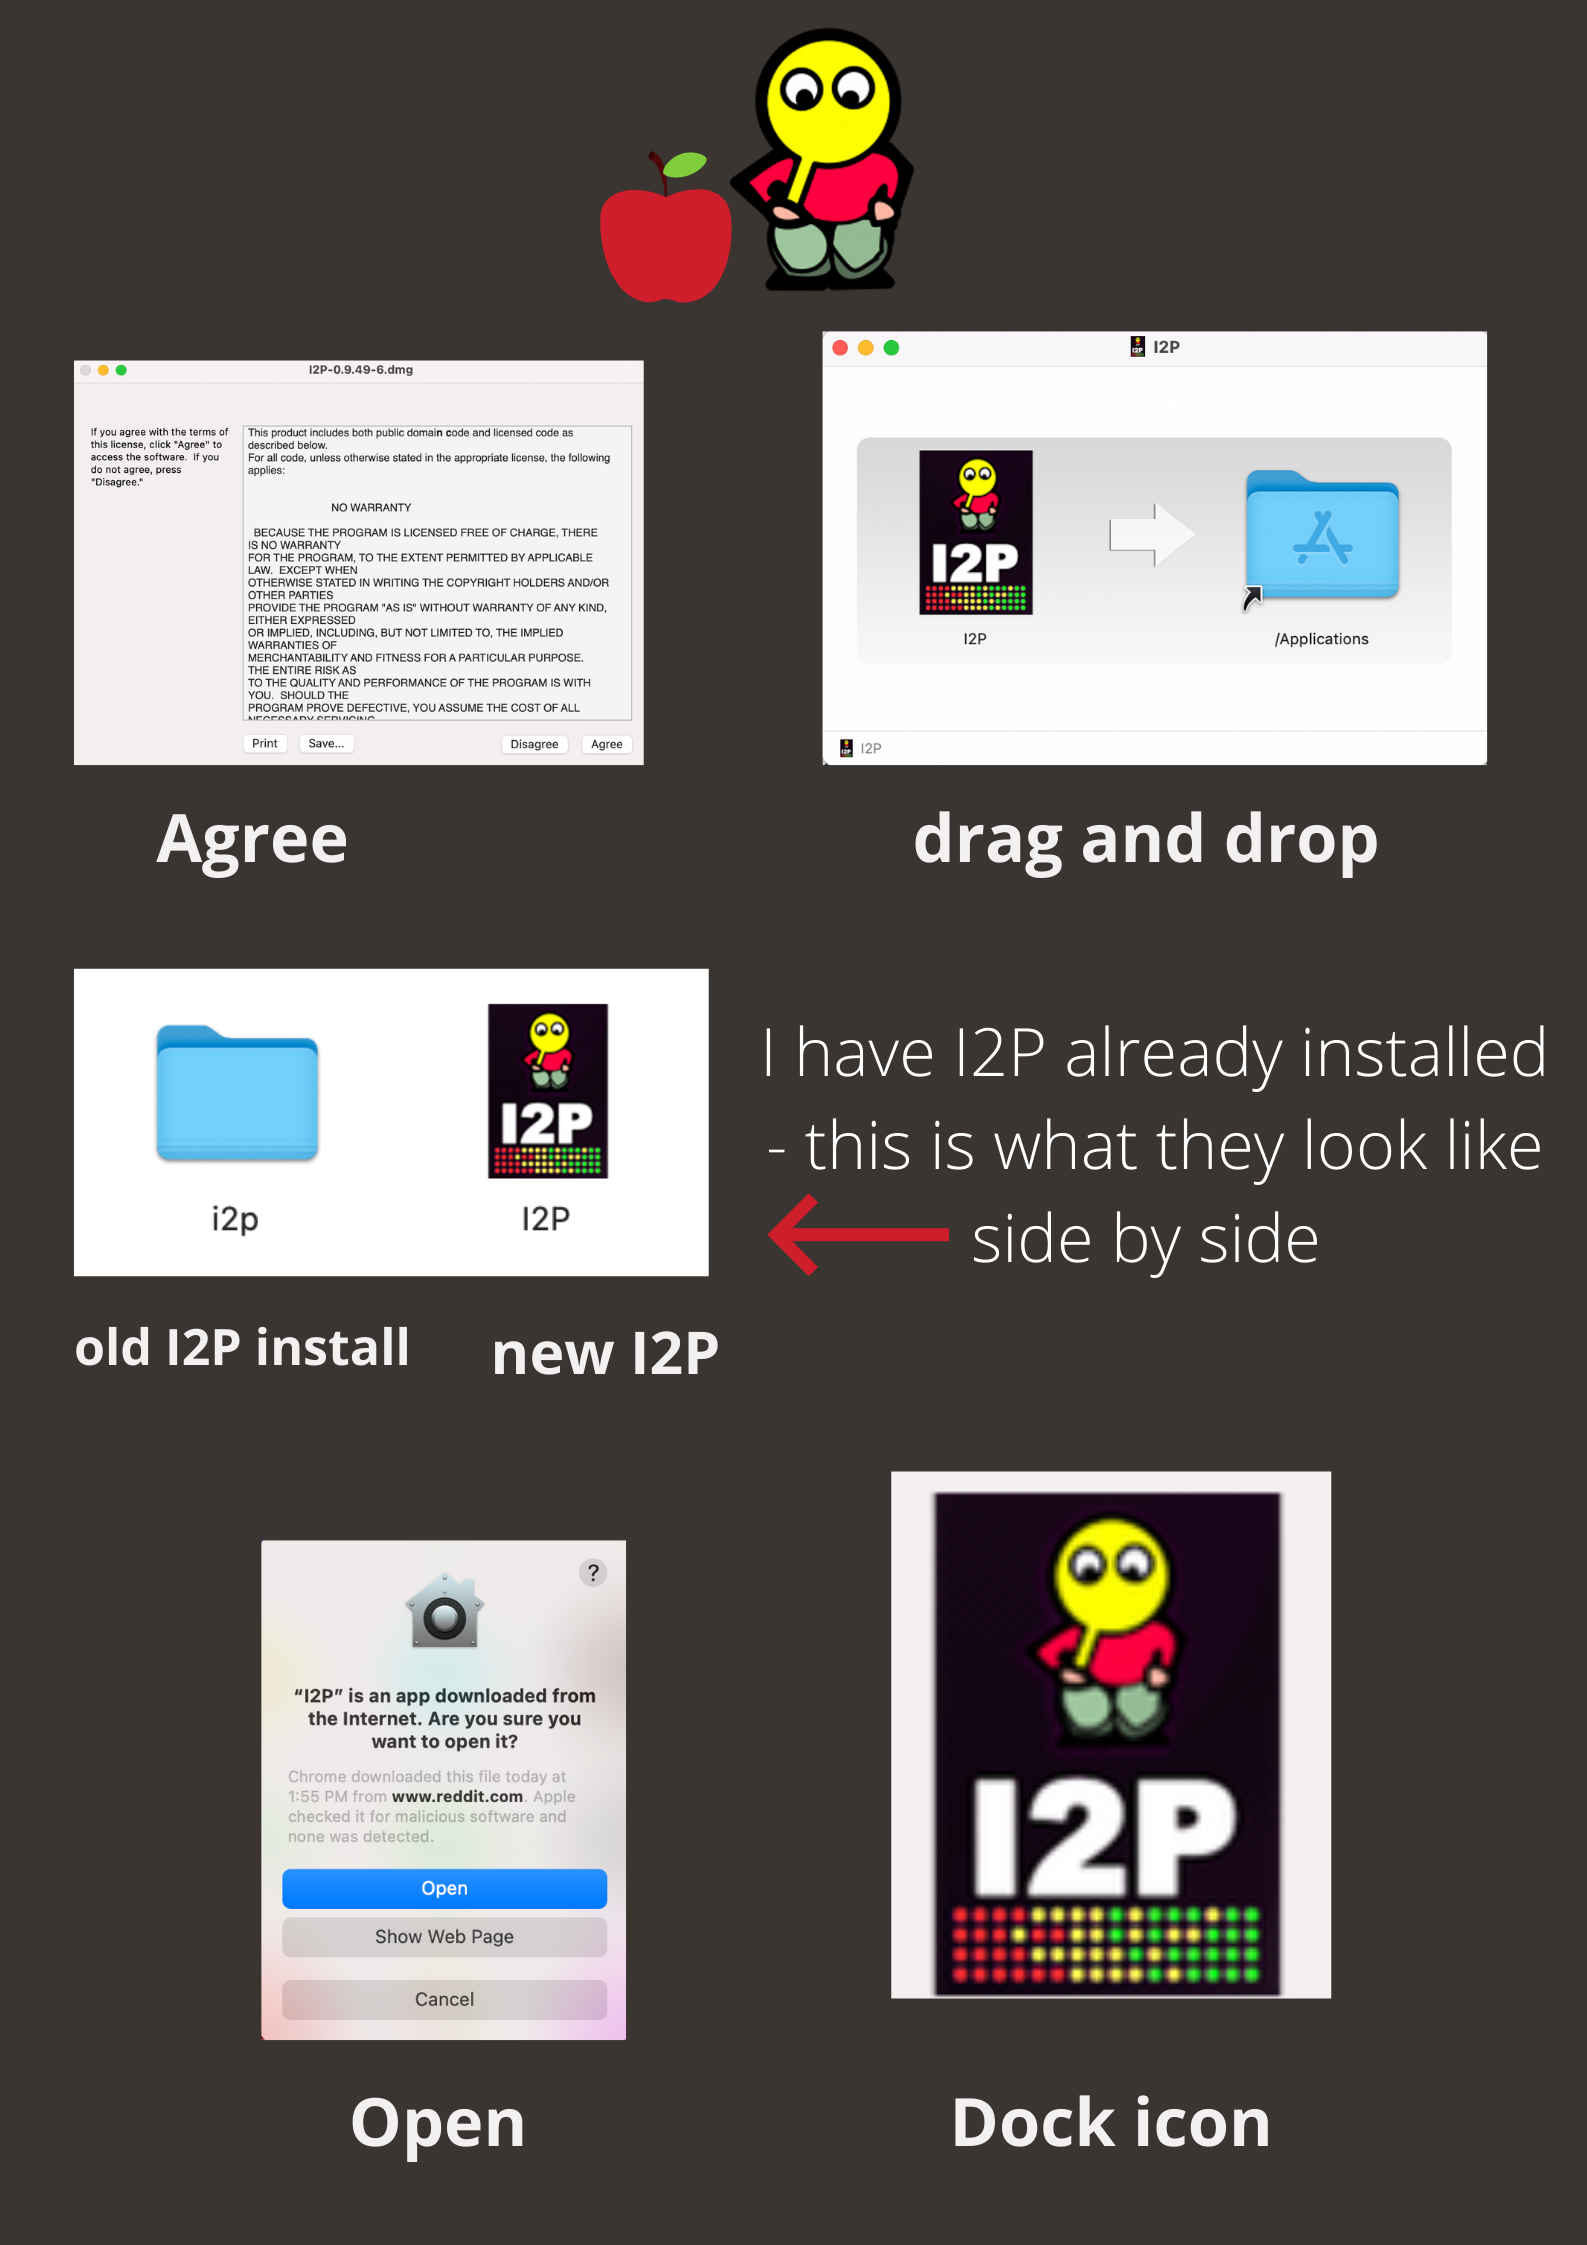 I2P-0.9.49-6.dmg
If you agree with the terms of
this license, click "Agree" to
access the software.  If you
do not agree, press
"Disagree."
This product includes both public domain code and licensed code as
described below.
For all code, unless otherwise stated in the appropriate license, the following
applies:
NO WARRANTY
BECAUSE THE PROGRAM IS LICENSED FREE OF CHARGE, THERE
IS NO WARRANTY
FOR THE PROGRAM, TO THE EXTENT PERMITTED BY APPLICABLE
LAW.  EXCEPT WHEN
OTHERWISE STATED IN WRITING THE COPYRIGHT HOLDERS AND/OR
OTHER PARTIES
PROVIDE THE PROGRAM "AS IS" WITHOUT WARRANTY OF ANY KIND,
EITHER EXPRESSED
OR IMPLIED, INCLUDING, BUT NOT LIMITED TO, THE IMPLIED
WARRANTIES OF
MERCHANTABILITY AND FITNESS FOR A PARTICULAR PURPOSE.
THE ENTIRE RISK AS
TO THE QUALITY AND PERFORMANCE OF THE PROGRAM IS WITH
YOU.  SHOULD THE
PROGRAM PROVE DEFECTIVE, YOU ASSUME THE COST OF ALL
NECESSARY SERVICING
Print Save... Disagree Agree
Agree
I2P
I2P
I2P
/Applications
I2P
drag and drop
I2P
i2p
I2P
old I2P install
new I2P
I have I2P already installed
- this is what they look like
side by side
?
“I2P” is an app downloaded from
the Internet. Are you sure you
want to open it?
Chrome downloaded this file today at
1:55 PM from www.reddit.com. Apple
checked it for malicious software and
none was detected.
Open
Show Web Page
Cancel
Open
I2P
Dock icon